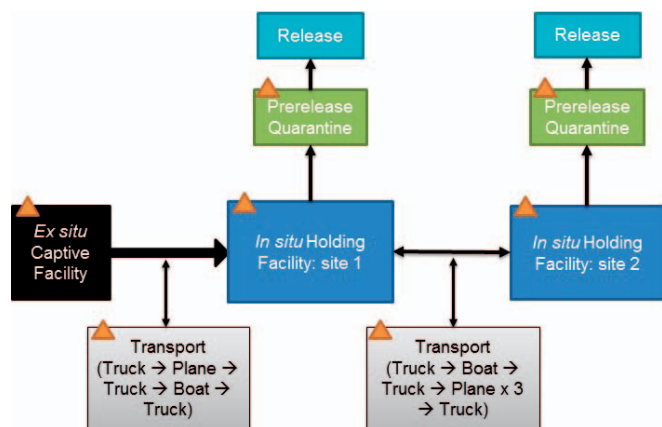 Release
Release
Prerelease
Quarantine
Prerelease
Quarantine
Ex situ
Captive
Facility
In situ Holding
Facility: site 1
In situ Holding
Facility: site 2
Transport
(Truck → Plane →
Truck → Boat →
Truck)
Transport
(Truck → Boat →
Truck → Plane x 3
→ Truck)